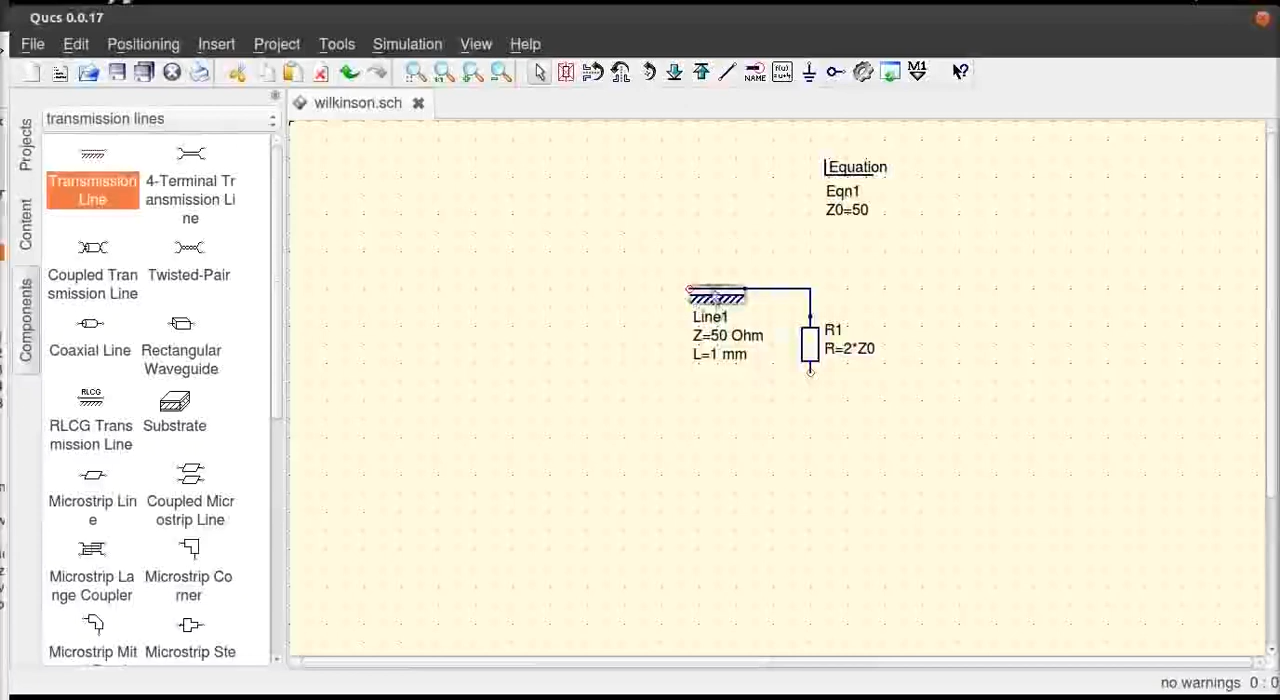 Qucs 0.0.17
File Edit Positioning Insert Project Tools Simulation View Help
NAME
M1
Projects
Content
Components
transmission lines
wilkinson.sch
Transmission
Line
4-Terminal Tr
ansmission Li
ne
Coupled Tran
smission Line
Twisted-Pair
Coaxial Line
Rectangular
Waveguide
RLCG
RLCG Trans
mission Line
Substrate
Microstrip Lin
e
Coupled Micr
ostrip Line
Microstrip La
nge Coupler
Microstrip Co
rner
Microstrip Mit
Microstrip Ste
Equation
Eqn1
Z0=50
Line1
Z=50 Ohm
L=1 mm
R1
R=2*Z0
no warnings 0 : 0